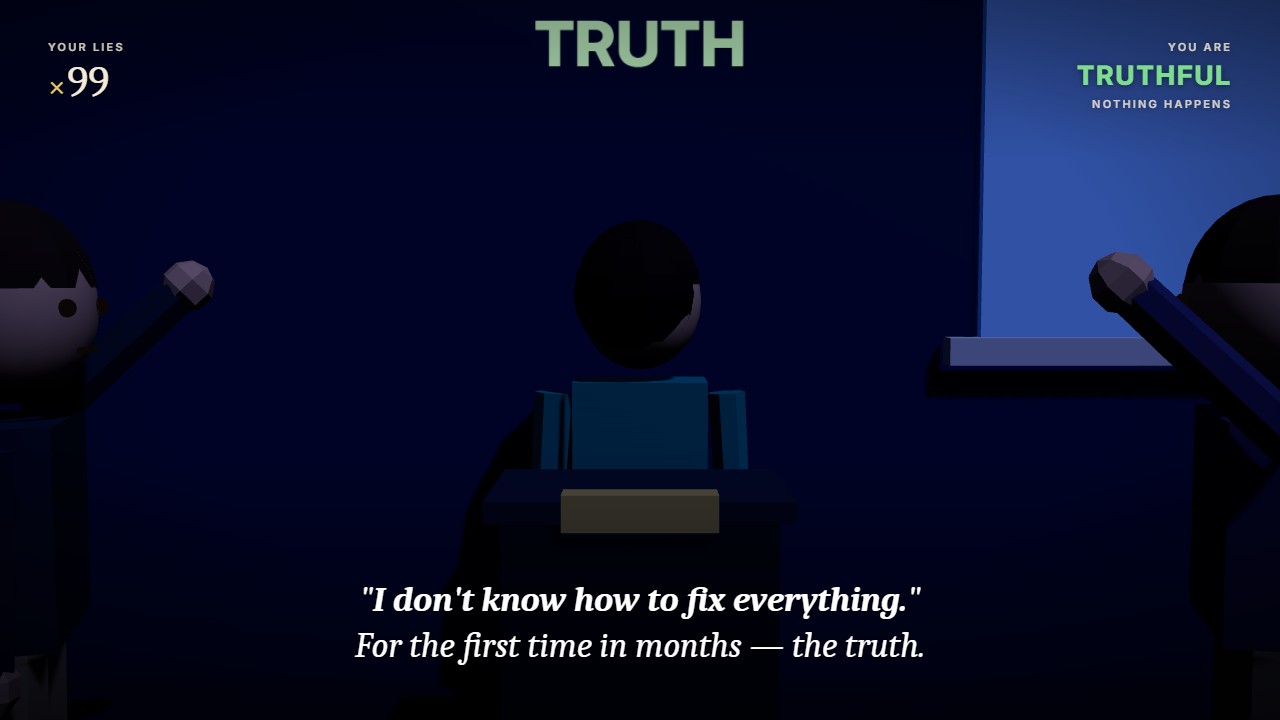 TRUTH
YOUR LIES
×99
YOU ARE
TRUTHFUL
NOTHING HAPPENS
"I don't know how to fix everything."
For the first time in months — the truth.